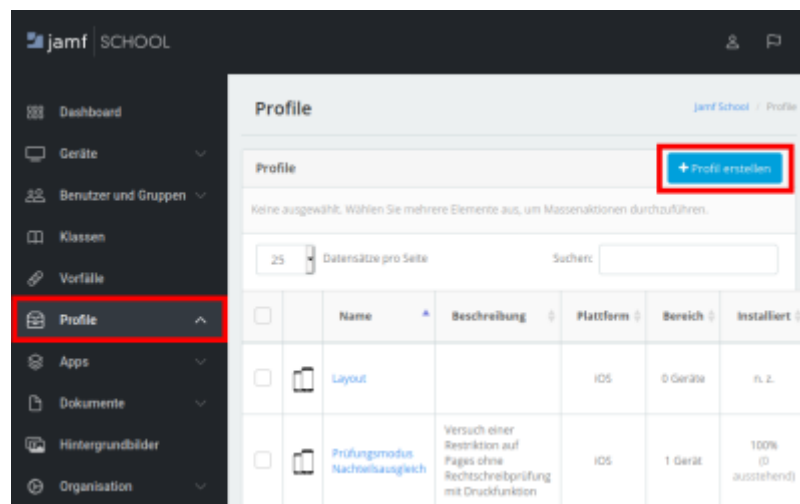 jamf SCHOOL
Dashboard
Geräte
Benutzer und Gruppen
Klassen
Vorfälle
Profile
Apps
Dokumente
Hintergrundbilder
Organisation
Profile
Jamf School / Profile
Profile
+ Profil erstellen
Keine ausgewählt. Wählen Sie mehrere Elemente aus, um Massenaktionen durchzuführen.
25 Datensätze pro Seite Suchen:
Name Beschreibung Plattform Bereich Installiert
Layout iOS 0 Geräte n. z.
Prüfungsmodus
Nachteilsausgleich
Versuch einer
Restriktion auf
Pages ohne
Rechtschreibprüfung
mit Druckfunktion
iOS
1 Gerät
100%
(0
ausstehend)